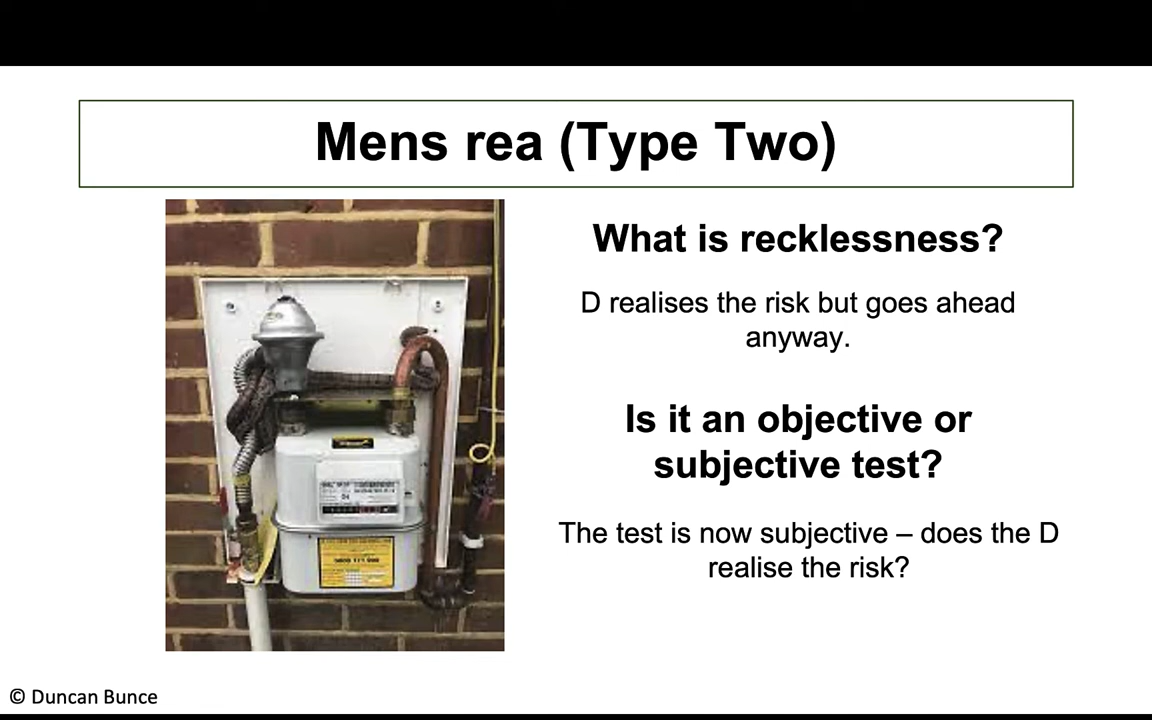 Mens rea (Type Two)
What is recklessness?
D realises the risk but goes ahead
anyway.
Is it an objective or
subjective test?
The test is now subjective – does the D
realise the risk?
© Duncan Bunce